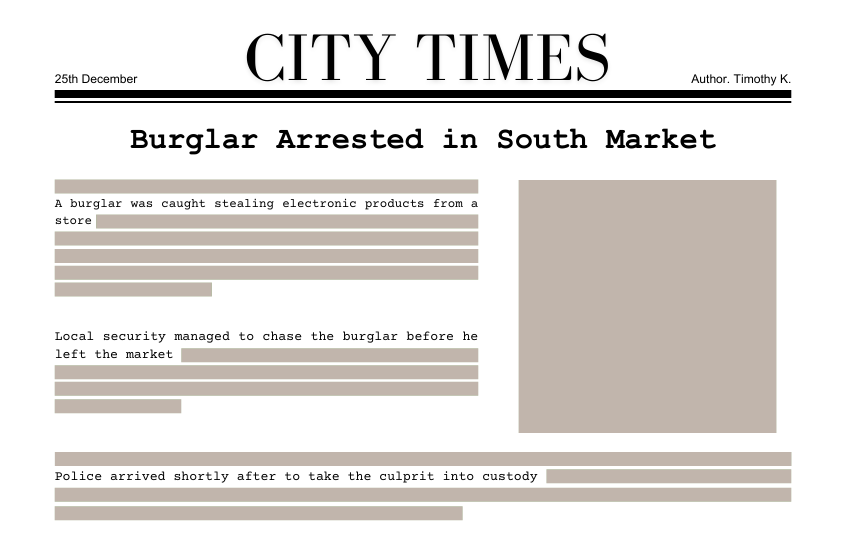 CITY TIMES
25th December
Author. Timothy K.
Burglar Arrested in South Market
A burglar was caught stealing electronic products from a
store
Local security managed to chase the burglar before he
left the market
Police arrived shortly after to take the culprit into custody